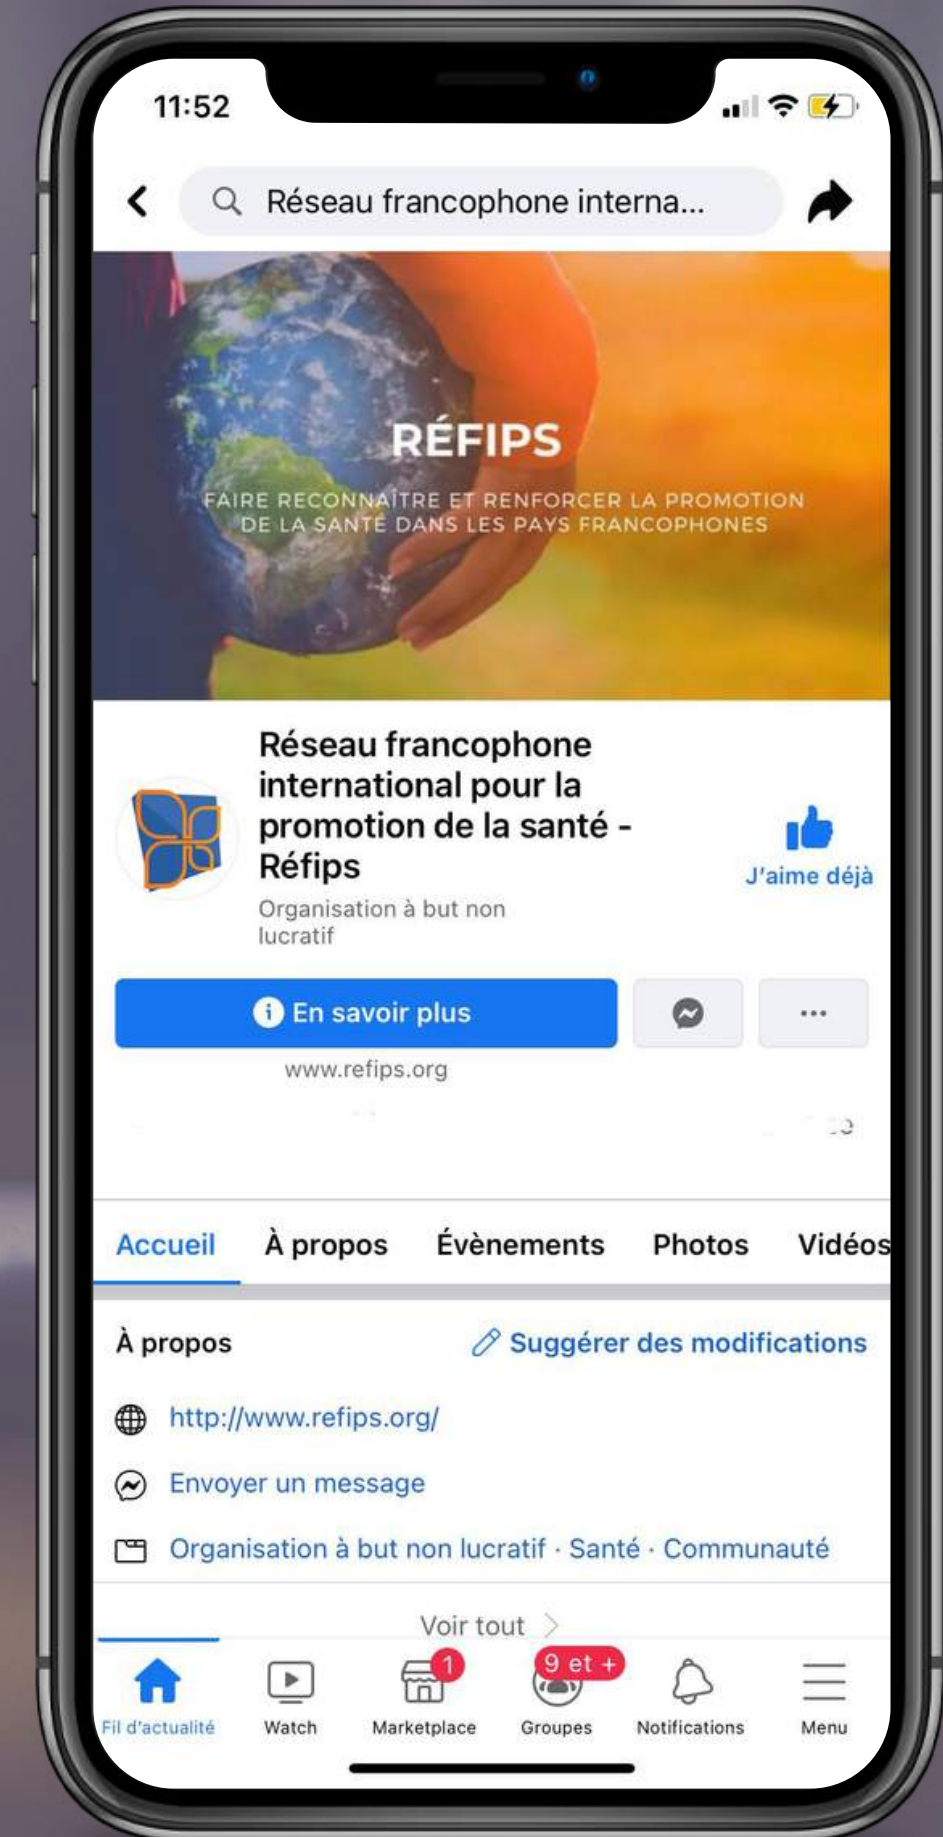 11:52
Réseau francophone interna...
RÉFIPS
FAIRE RECONNAÎTRE ET RENFORCER LA PROMOTION
DE LA SANTÉ DANS LES PAYS FRANCOPHONES
Réseau francophone
international pour la
promotion de la santé -
Réfips
J'aime déjà
Organisation à but non
lucratif
En savoir plus
www.refips.org
Accueil À propos Évènements Photos Vidéos
À propos Suggérer des modifications
http://www.refips.org/
Envoyer un message
Organisation à but non lucratif · Santé · Communauté
Voir tout
1 9 et +
Fil d'actualité Watch Marketplace Groupes Notifications Menu